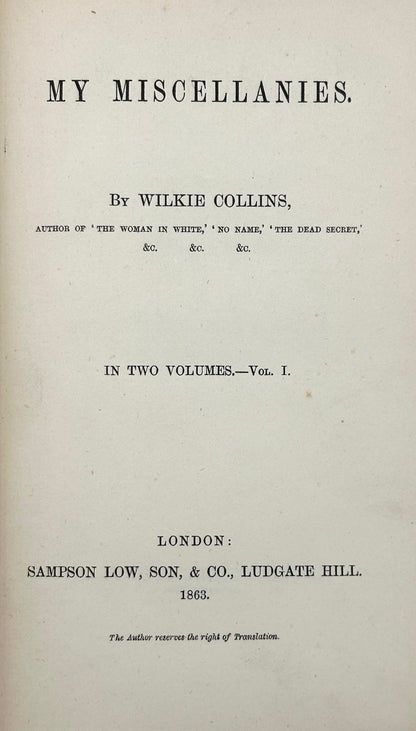 MY MISCELLANIES.
By WILKIE COLLINS,
AUTHOR OF ‘THE WOMAN IN WHITE,’ ‘NO NAME,’ ‘THE DEAD SECRET,’
&c. &c. &c.
IN TWO VOLUMES.—Vol. I.
LONDON:
SAMPSON LOW, SON, & CO., LUDGATE HILL.
1863.
The Author reserves the right of Translation.